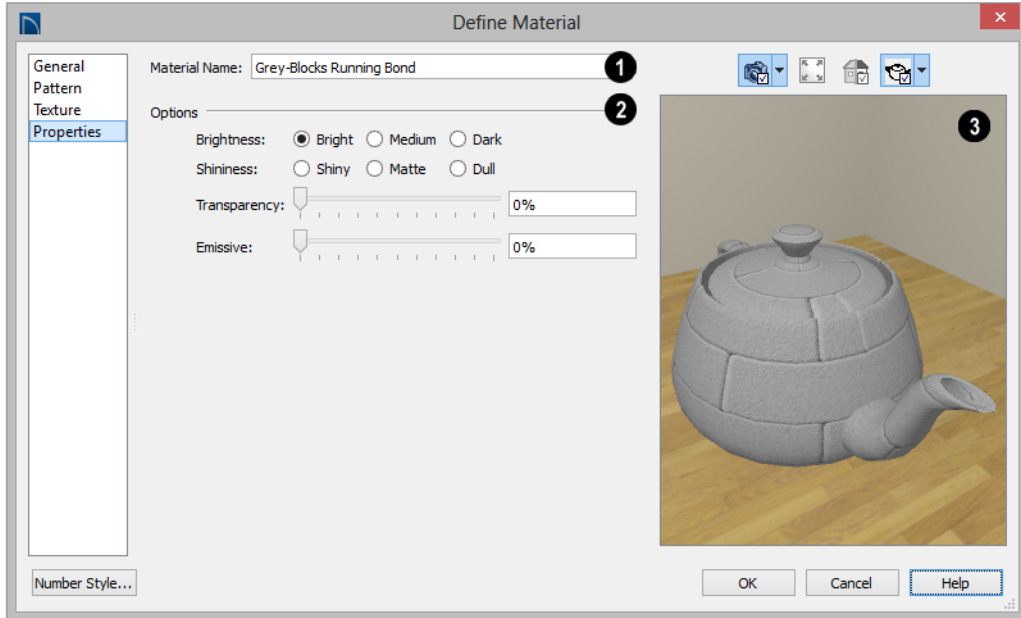 Define Material
General
Pattern
Texture
Properties
Material Name: Grey-Blocks Running Bond 1
Options 2
Brightness: Bright Medium Dark
Shininess: Shiny Matte Dull
Transparency: 0%
Emissive: 0%
3
Number Style...
OK Cancel Help